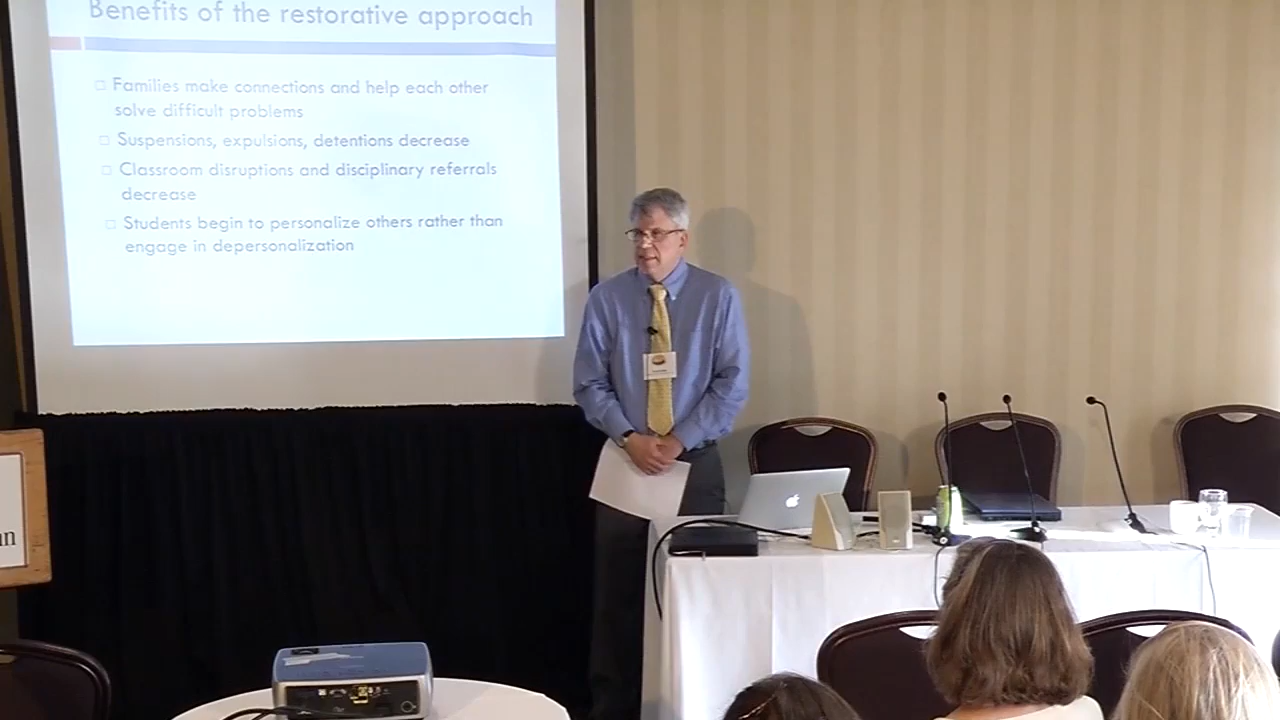 Benefits of the restorative approach
Families make connections and help each other
solve difficult problems
Suspensions, expulsions, detentions decrease
Classroom disruptions and disciplinary referrals
decrease
Students begin to personalize others rather than
engage in depersonalization